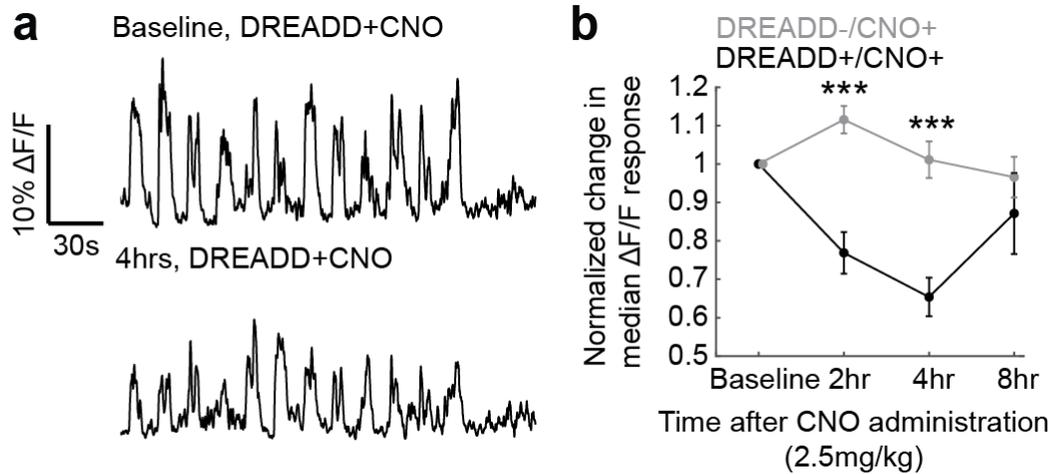 a
Baseline, DREADD+CNO
10% ΔF/F
30s
4hrs, DREADD+CNO
b
DREADD-/CNO+
DREADD+/CNO+
Normalized change in
median ΔF/F response
1.2
1.1
1
0.9
0.8
0.7
0.6
0.5
***
***
Baseline 2hr 4hr 8hr
Time after CNO administration
(2.5mg/kg)